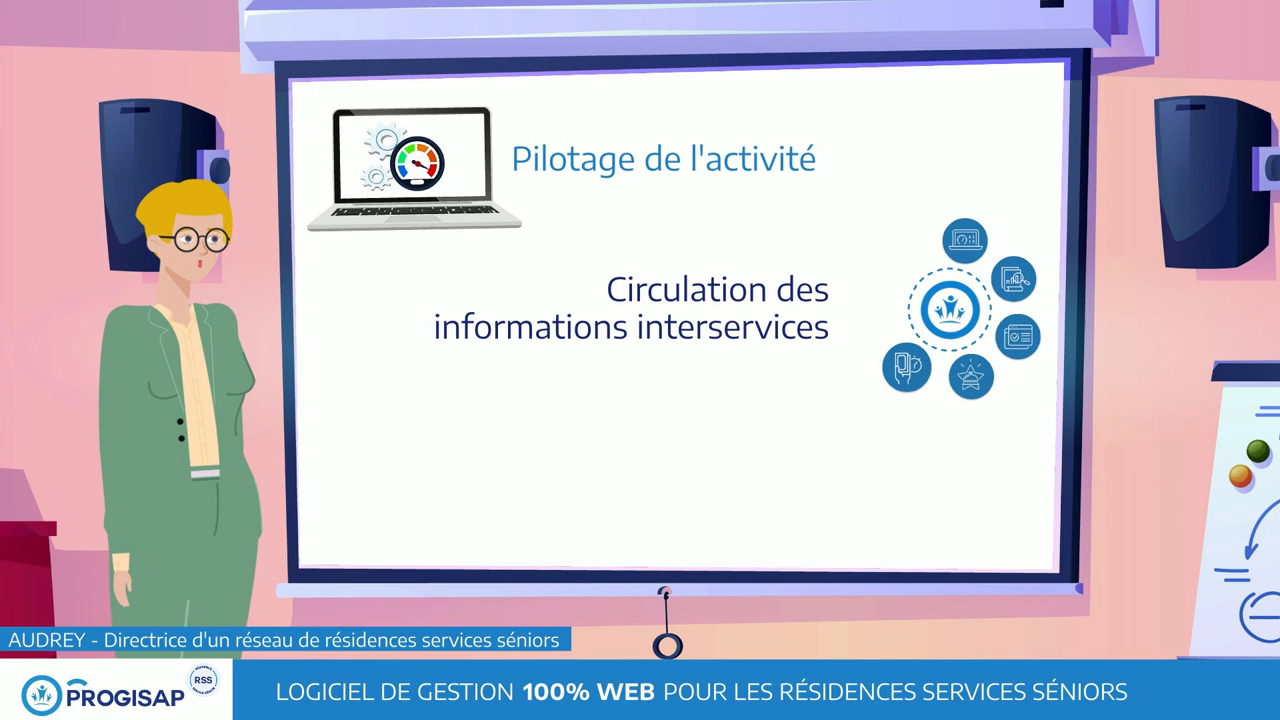 Pilotage de l'activité
Circulation des
informations interservices
AUDREY - Directrice d'un réseau de résidences services séniors
PROGISAP
RSS
LOGICIEL DE GESTION 100% WEB POUR LES RÉSIDENCES SERVICES SÉNIORS